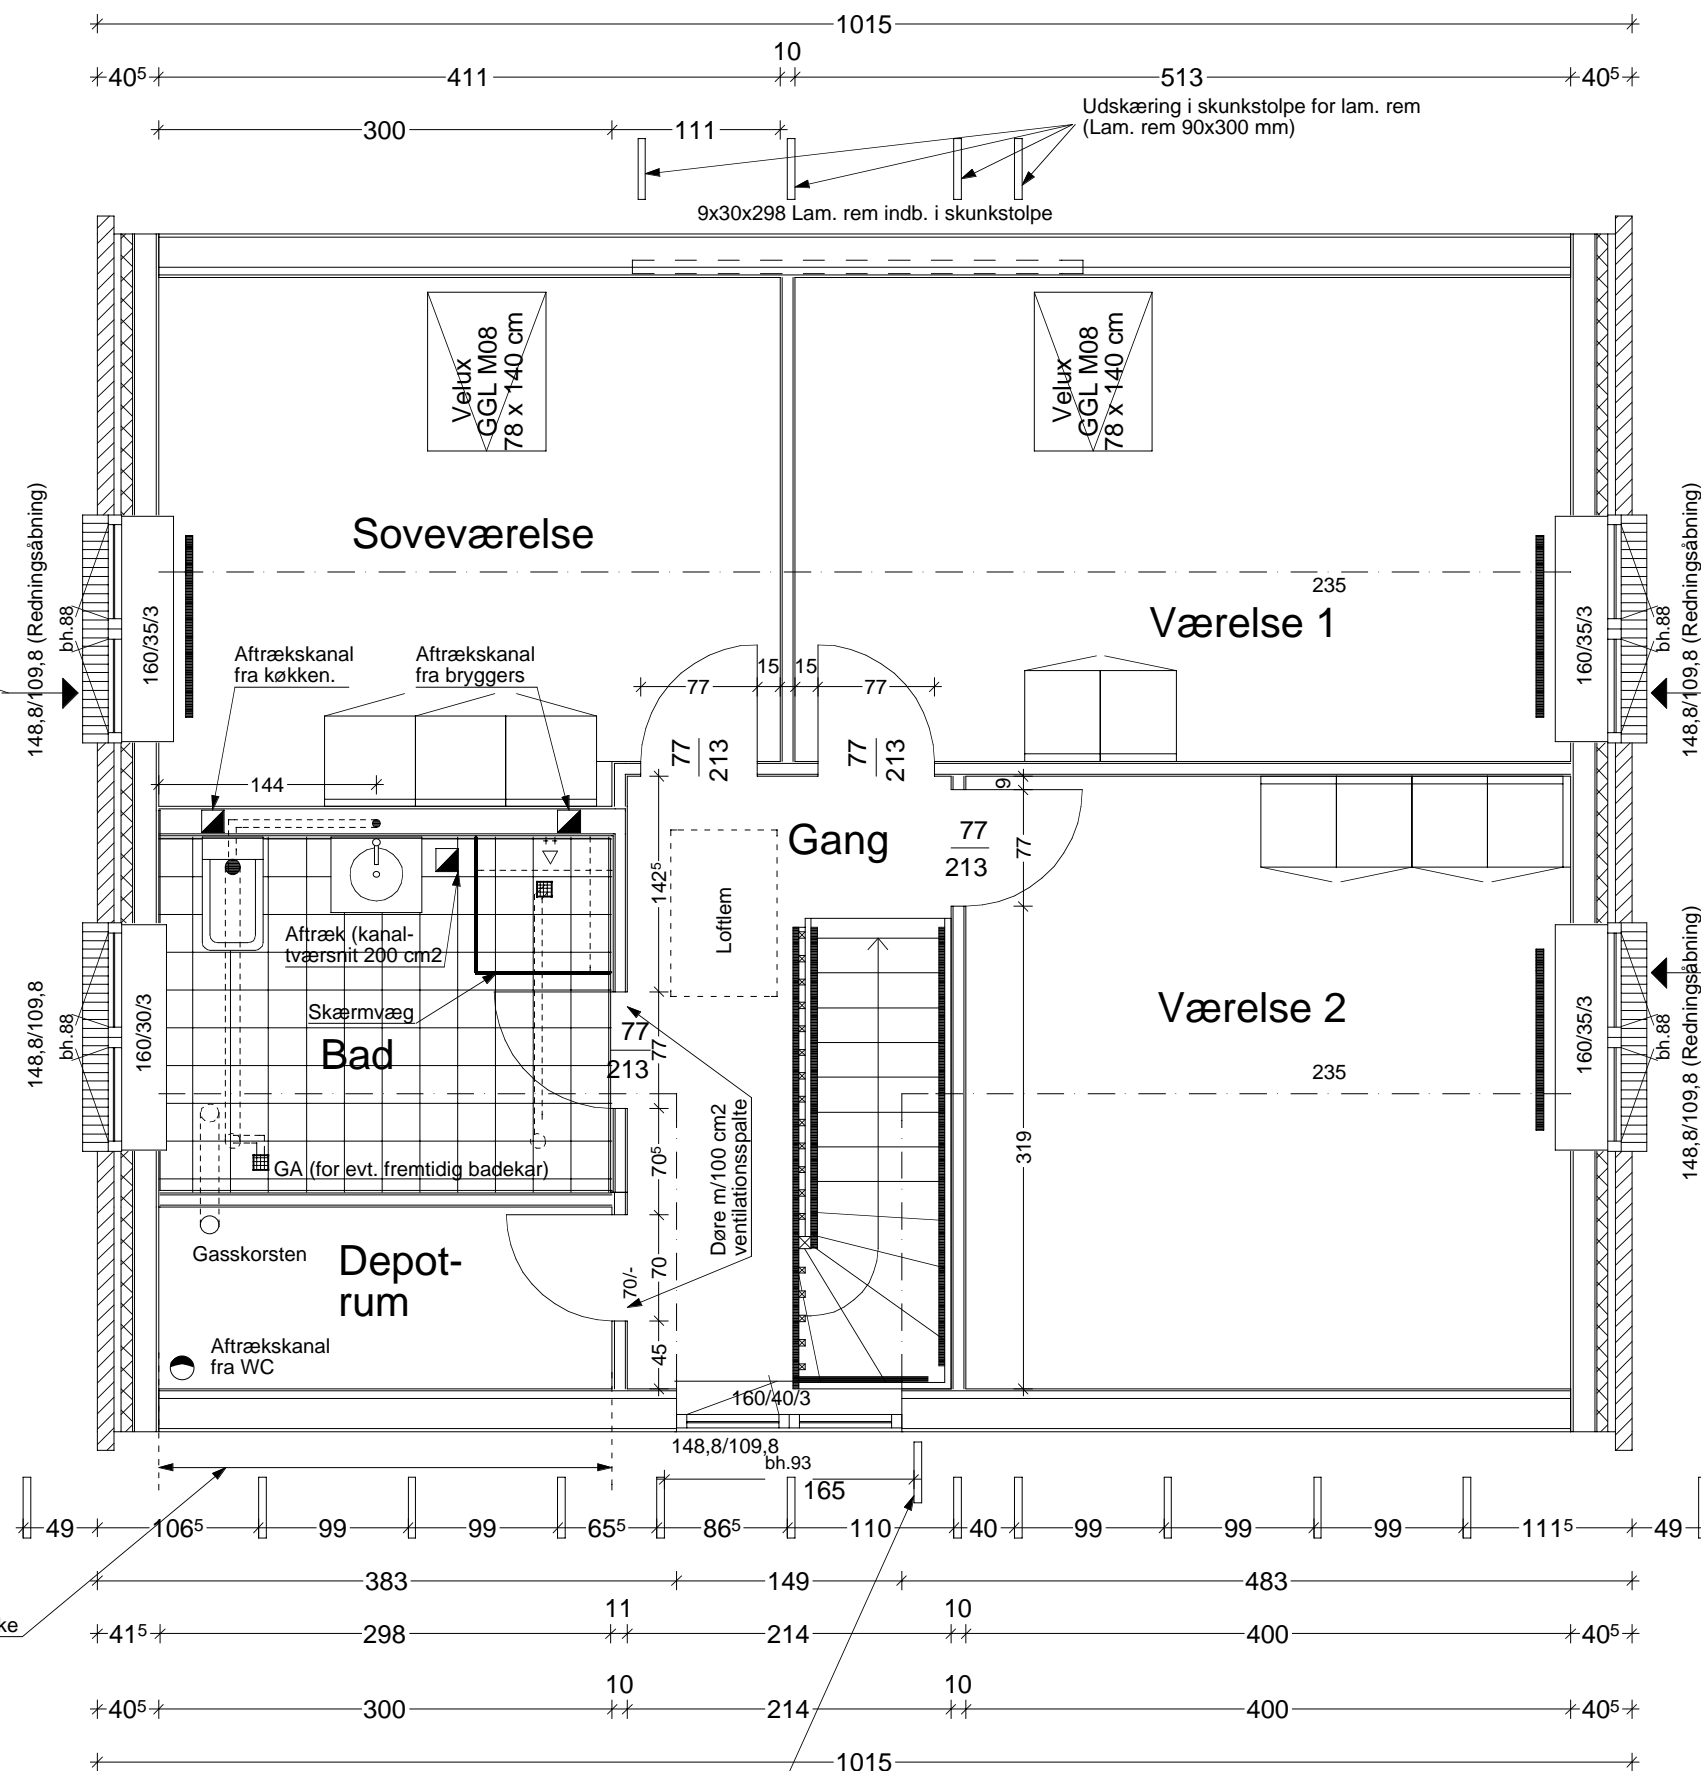 1015
10
40⁵ 411 513 40⁵
300 111
Udskæring i skunkstolpe for lam. rem
(Lam. rem 90x300 mm)
9x30x298 Lam. rem indb. i skunkstolpe
Velux
GGL M08
78 x 140 cm
Velux
GGL M08
78 x 140 cm
Soveværelse
235
Værelse 1
148,8/109,8 (Redningsåbning)
bh.88
160/35/3
160/35/3
bh.88
148,8/109,8 (Redningsåbning)
Aftrækskanal
fra køkken.
Aftrækskanal
fra bryggers
15 15
77 77
77
213
77
213
144
9
Gang
77
213
77
142⁵
Loftlem
Aftræk (kanal-
tværsnit 200 cm2
Skærmvæg
Bad
77
213
77
148,8/109,8
bh.88
160/30/3
Værelse 2
235
160/35/3
bh.88
148,8/109,8 (Redningsåbning)
319
70⁵
GA (for evt. fremtidig badekar)
Døre m/100 cm2
ventilationsspalte
Gasskorsten
Depot-
rum
70/-
70
45
Aftrækskanal
fra WC
160/40/3
148,8/109,8
bh.93
165
49 106⁵ 99 99 65⁵ 86⁵ 110 40 99 99 99 111⁵ 49
383 149 483
11 10
ke
41⁵ 298 214 400 40⁵
10 10
40⁵ 300 214 400 40⁵
1015